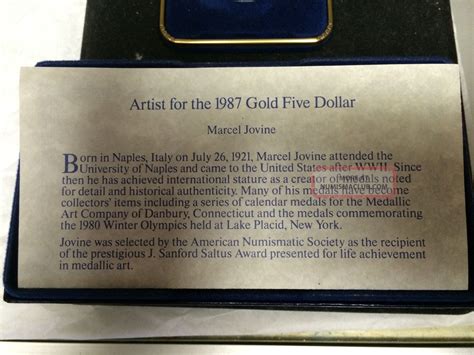 Artist for the 1987 Gold Five Dollar
Marcel Jovine
Born in Naples, Italy on July 26, 1921, Marcel Jovine attended the
University of Naples and came to the United States after WWII. Since
then he has achieved international stature as a creator of medals noted
for detail and historical authenticity. Many of his medals have become
collectors' items including a series of calendar medals for the Medallic
Art Company of Danbury, Connecticut and the medals commemorating
the 1980 Winter Olympics held at Lake Placid, New York.
Jovine was selected by the American Numismatic Society as the recipient
of the prestigious J. Sanford Saltus Award presented for life achievement
in medallic art.
MORE AT
NUMISMACLUB.COM